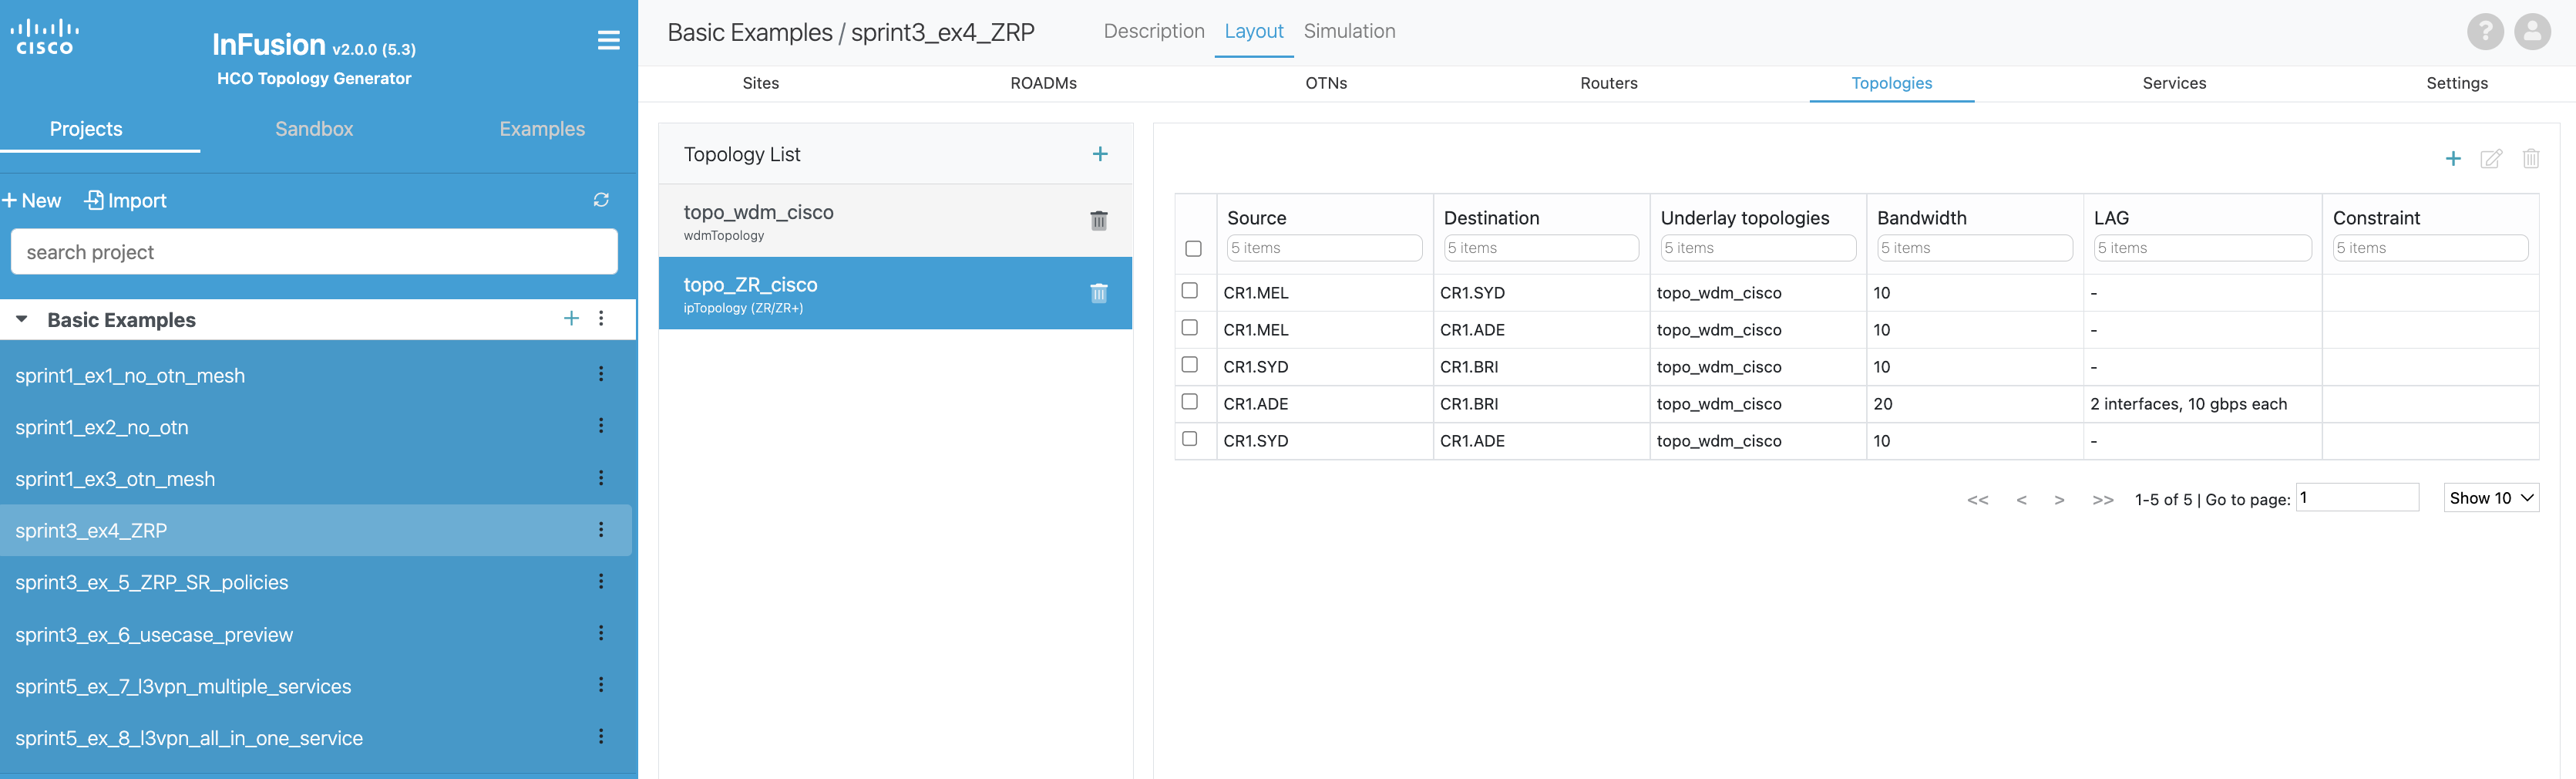 cisco
InFusion v2.0.0 (5.3)
HCO Topology Generator
Projects Sandbox Examples
+ New Import
search project
Basic Examples +
sprint1_ex1_no_otn_mesh
sprint1_ex2_no_otn
sprint1_ex3_otn_mesh
sprint3_ex4_ZRP
sprint3_ex_5_ZRP_SR_policies
sprint3_ex_6_usecase_preview
sprint5_ex_7_l3vpn_multiple_services
sprint5_ex_8_l3vpn_all_in_one_service
Basic Examples / sprint3_ex4_ZRP Description Layout Simulation ?
Sites ROADMs OTNs Routers Topologies Services Settings
Topology List +
topo_wdm_cisco
wdmTopology
topo_ZR_cisco
ipTopology (ZR/ZR+)
+
Source Destination Underlay topologies Bandwidth LAG Constraint
5 items 5 items 5 items 5 items 5 items 5 items
CR1.MEL CR1.SYD topo_wdm_cisco 10 -
CR1.MEL CR1.ADE topo_wdm_cisco 10 -
CR1.SYD CR1.BRI topo_wdm_cisco 10 -
CR1.ADE CR1.BRI topo_wdm_cisco 20 2 interfaces, 10 gbps each
CR1.SYD CR1.ADE topo_wdm_cisco 10 -
<< < > >> 1-5 of 5 | Go to page: 1 Show 10